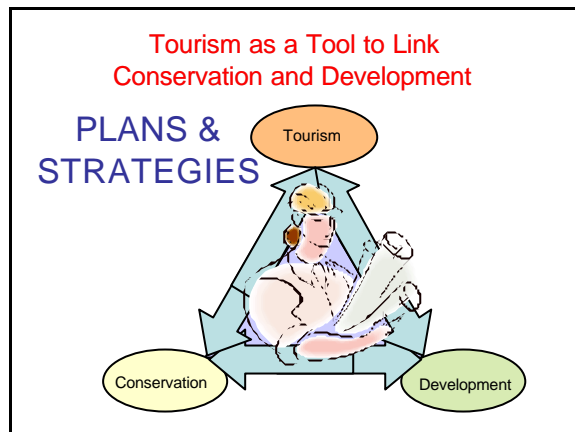 Tourism as a Tool to Link
Conservation and Development
PLANS &
STRATEGIES
Tourism
Conservation
Development